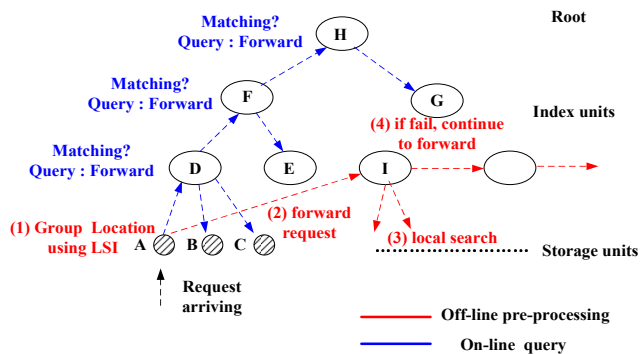 Root
Matching?
Query : Forward
H
Matching?
Query : Forward
F
G
Index units
(4) if fail, continue
to forward
Matching?
Query : Forward
D
E
I
(1) Group Location
using LSI
A
B
C
(2) forward
request
(3) local search
Storage units
Request
arriving
Off-line pre-processing
On-line query